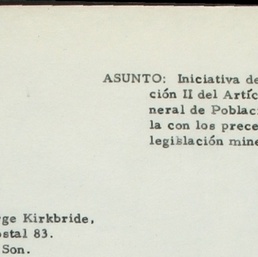 ASUNTO: Iniciativa de
ción II del Artíc
neral de Poblaci
la con los prece
legislación mine
rge Kirkbride,
ostal 83.
Son.